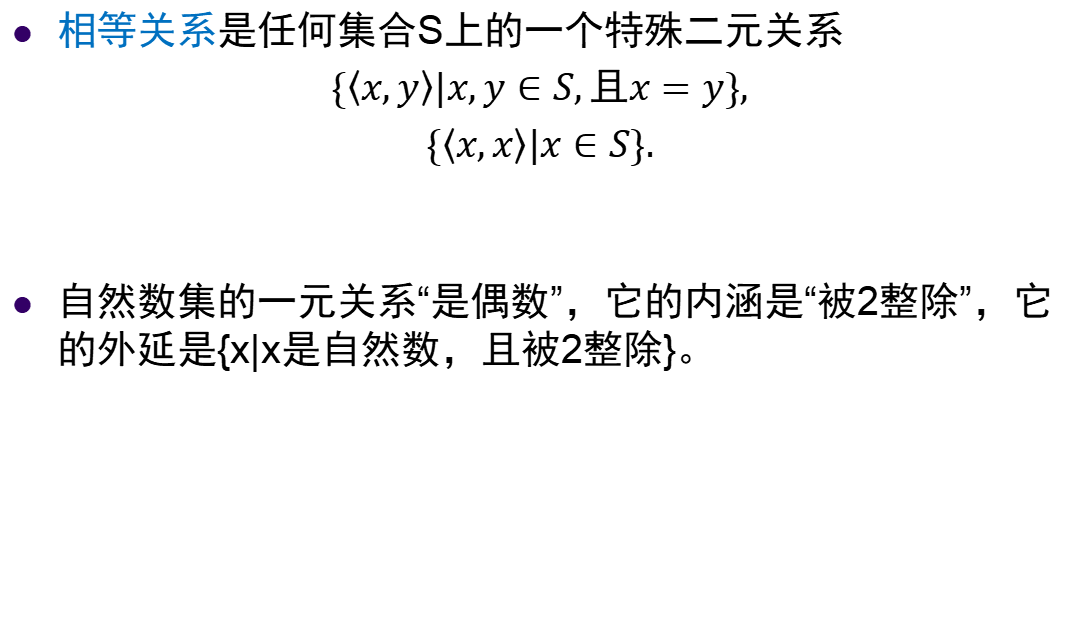 ● 相等关系是任何集合S上的一个特殊二元关系
{⟨x, y⟩|x, y ∈ S, 且x = y},
{⟨x, x⟩|x ∈ S}.
● 自然数集的一元关系“是偶数”，它的内涵是“被2整除”，它
的外延是{x|x是自然数，且被2整除}。